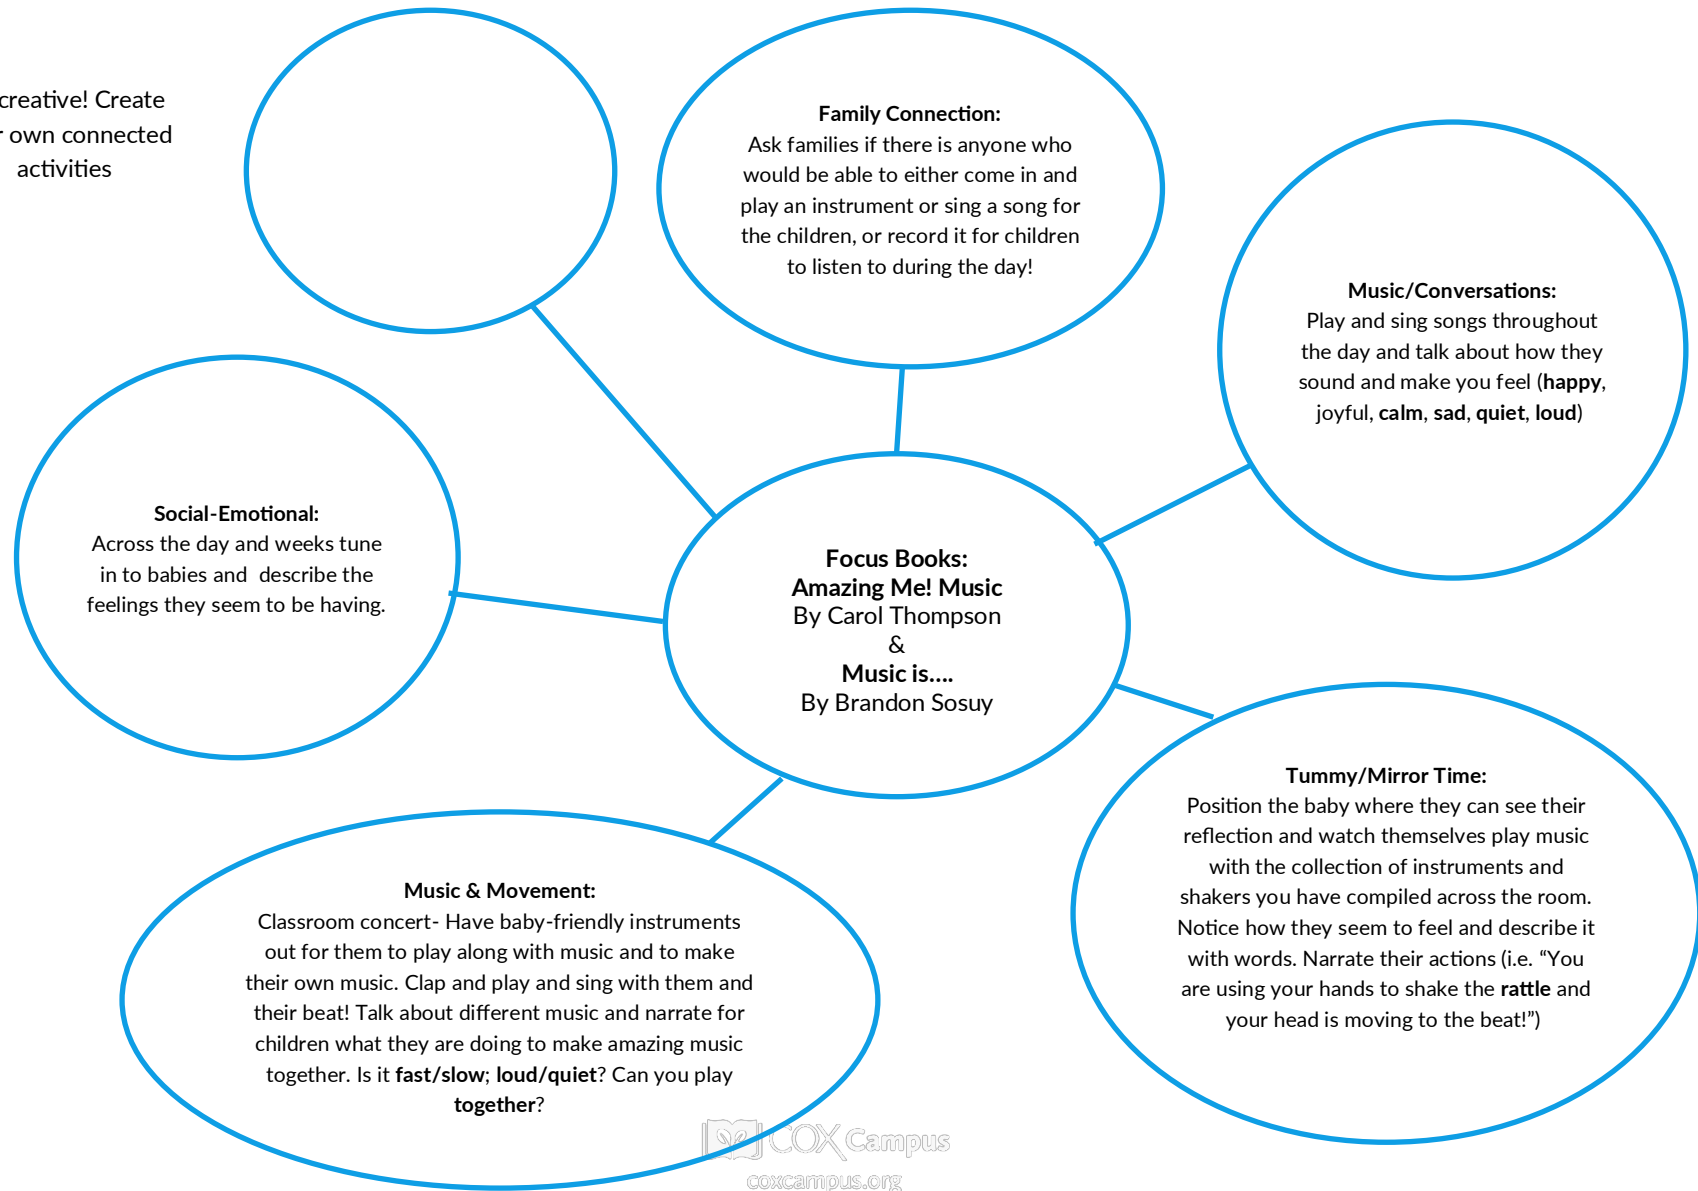 creative! Create
own connected
activities
Family Connection:
Ask families if there is anyone who
would be able to either come in and
play an instrument or sing a song for
the children, or record it for children
to listen to during the day!
Music/Conversations:
Play and sing songs throughout
the day and talk about how they
sound and make you feel (happy,
joyful, calm, sad, quiet, loud)
Social-Emotional:
Across the day and weeks tune
in to babies and  describe the
feelings they seem to be having.
Focus Books:
Amazing Me! Music
By Carol Thompson
&
Music is....
By Brandon Sosuy
Tummy/Mirror Time:
Position the baby where they can see their
reflection and watch themselves play music
with the collection of instruments and
shakers you have compiled across the room.
Notice how they seem to feel and describe it
with words. Narrate their actions (i.e. “You
are using your hands to shake the rattle and
your head is moving to the beat!”)
Music & Movement:
Classroom concert- Have baby-friendly instruments
out for them to play along with music and to make
their own music. Clap and play and sing with them and
their beat! Talk about different music and narrate for
children what they are doing to make amazing music
together. Is it fast/slow; loud/quiet? Can you play
together?
COX Campus
coxcampus.org